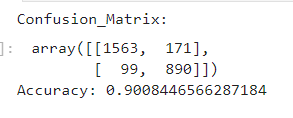 Confusion_Matrix:
]: array([[1563, 171],
[ 99, 890]])
Accuracy: 0.9008446566287184